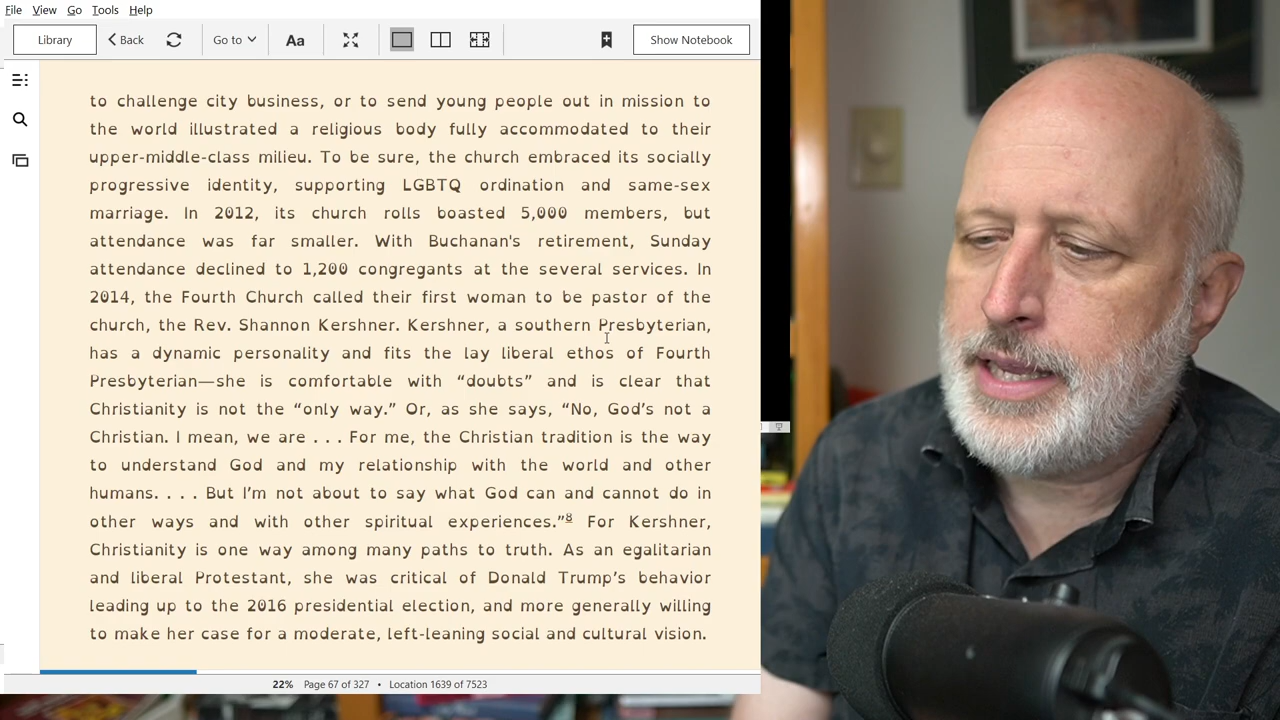 File View Go Tools Help
Library Back Go to Aa Show Notebook
to challenge city business, or to send young people out in mission to
the world illustrated a religious body fully accommodated to their
upper-middle-class milieu. To be sure, the church embraced its socially
progressive identity, supporting LGBTQ ordination and same-sex
marriage. In 2012, its church rolls boasted 5,000 members, but
attendance was far smaller. With Buchanan's retirement, Sunday
attendance declined to 1,200 congregants at the several services. In
2014, the Fourth Church called their first woman to be pastor of the
church, the Rev. Shannon Kershner. Kershner, a southern Presbyterian,
has a dynamic personality and fits the lay liberal ethos of Fourth
Presbyterian—she is comfortable with “doubts” and is clear that
Christianity is not the “only way.” Or, as she says, “No, God’s not a
Christian. I mean, we are . . . For me, the Christian tradition is the way
to understand God and my relationship with the world and other
humans. . . . But I’m not about to say what God can and cannot do in
other ways and with other spiritual experiences.”8 For Kershner,
Christianity is one way among many paths to truth. As an egalitarian
and liberal Protestant, she was critical of Donald Trump’s behavior
leading up to the 2016 presidential election, and more generally willing
to make her case for a moderate, left-leaning social and cultural vision.
22% Page 67 of 327 • Location 1639 of 7523